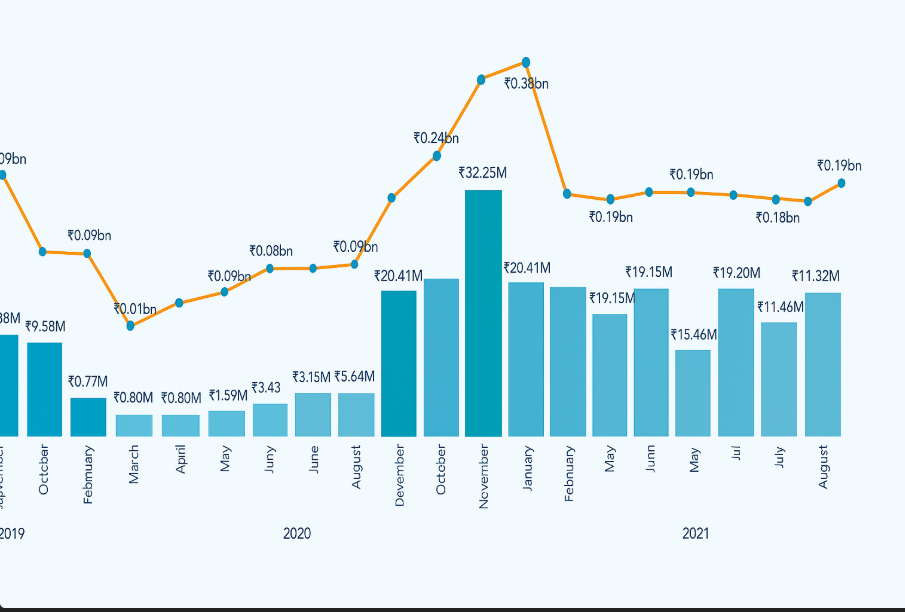 ₹0.38bn
₹0.24bn
09bn
₹32.25M
₹0.19bn
₹0.19bn
₹0.19bn
₹0.18bn
₹0.09bn
₹0.09bn
₹0.08bn
₹0.09bn
₹0.01bn
₹20.41M
₹20.41M
₹19.15M
₹19.20M
₹11.32M
₹19.15M
₹11.46M
38M
₹9.58M
₹15.46M
₹0.77M
₹0.80M
₹0.80M
₹1.59M
₹3.43
₹3.15M
₹5.64M
Octcber
Febmuary
March
Apriil
May
Juny
June
August
Devember
October
November
January
February
May
Junn
May
Jul
July
August
2019
2020
2021